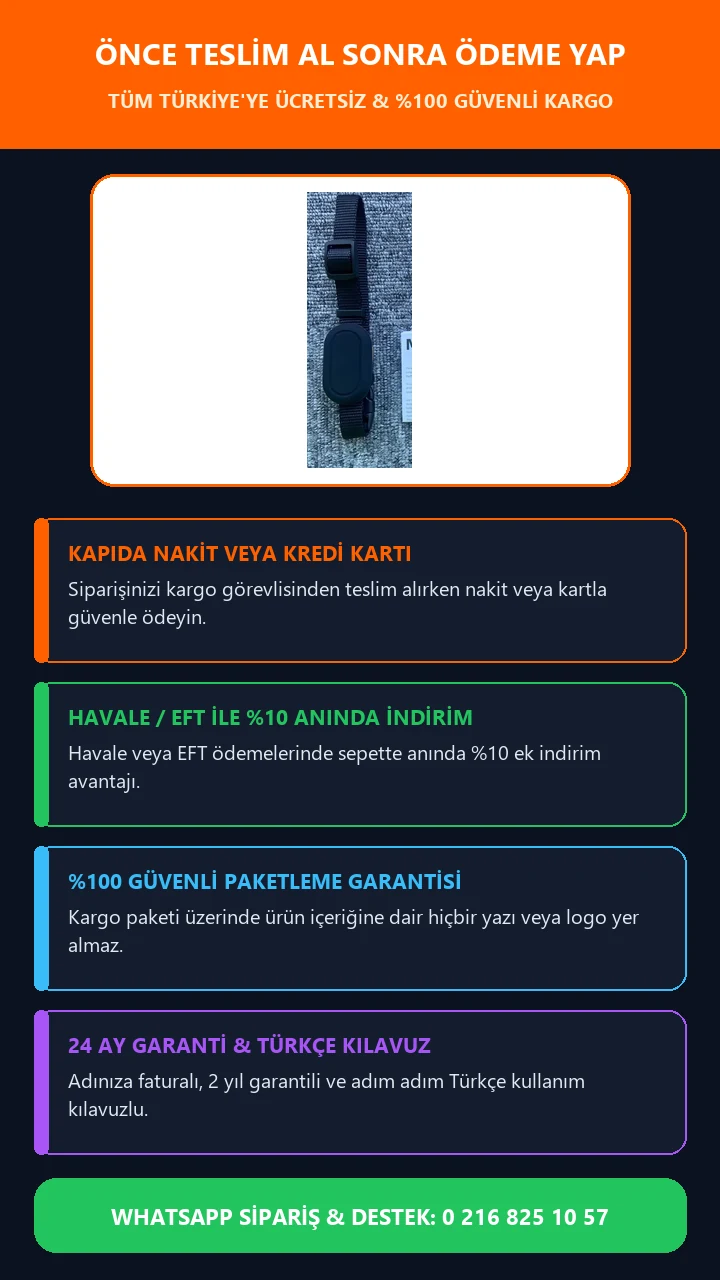 ÖNCE TESLİM AL SONRA ÖDEME YAP
TÜM TÜRKİYE'YE ÜCRETSİZ & %100 GÜVENLİ KARGO
KAPIDA NAKİT VEYA KREDİ KARTI
Siparişinizi kargo görevlisinden teslim alırken nakit veya kartla
güvenle ödeyin.
HAVALE / EFT İLE %10 ANINDA İNDİRİM
Havale veya EFT ödemelerinde sepette anında %10 ek indirim
avantajı.
%100 GÜVENLİ PAKETLEME GARANTİSİ
Kargo paketi üzerinde ürün içeriğine dair hiçbir yazı veya logo yer
almaz.
24 AY GARANTİ & TÜRKÇE KILAVUZ
Adınıza faturalı, 2 yıl garantili ve adım adım Türkçe kullanım
kılavuzlu.
WHATSAPP SİPARİŞ & DESTEK: 0 216 825 10 57